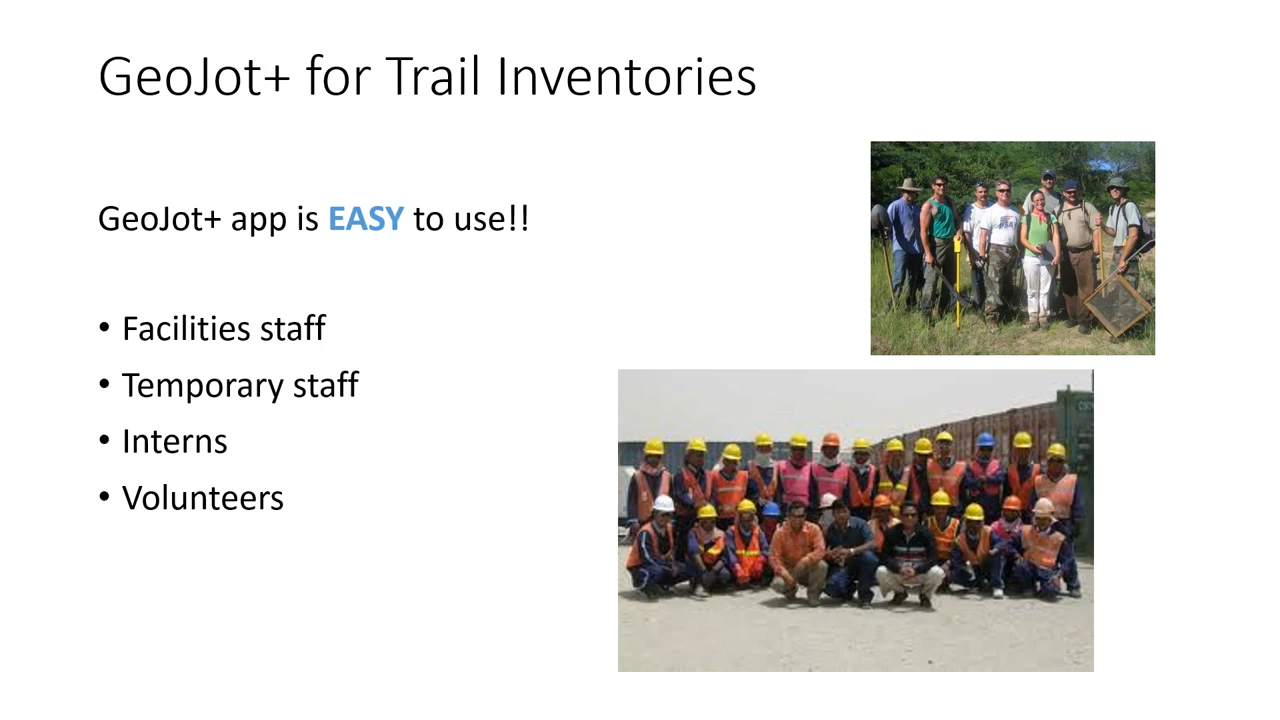 GeoJot+ for Trail Inventories
GeoJot+ app is EASY to use!!
• Facilities staff
• Temporary staff
• Interns
• Volunteers